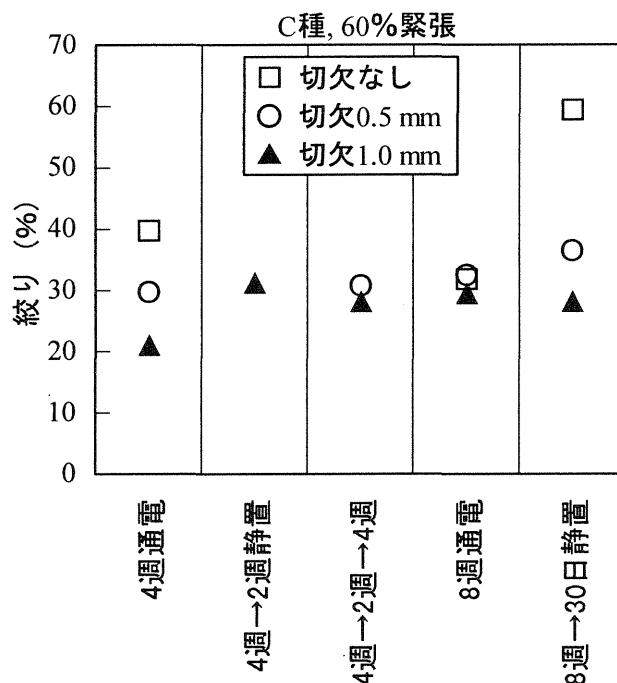 C種, 60%緊張
70
60
50
40
30
20
10
0
絞り (%)
切欠なし
切欠0.5 mm
切欠1.0 mm
4週通電
4週→2週静置
4週→2週→4週
8週通電
8週→30日静置